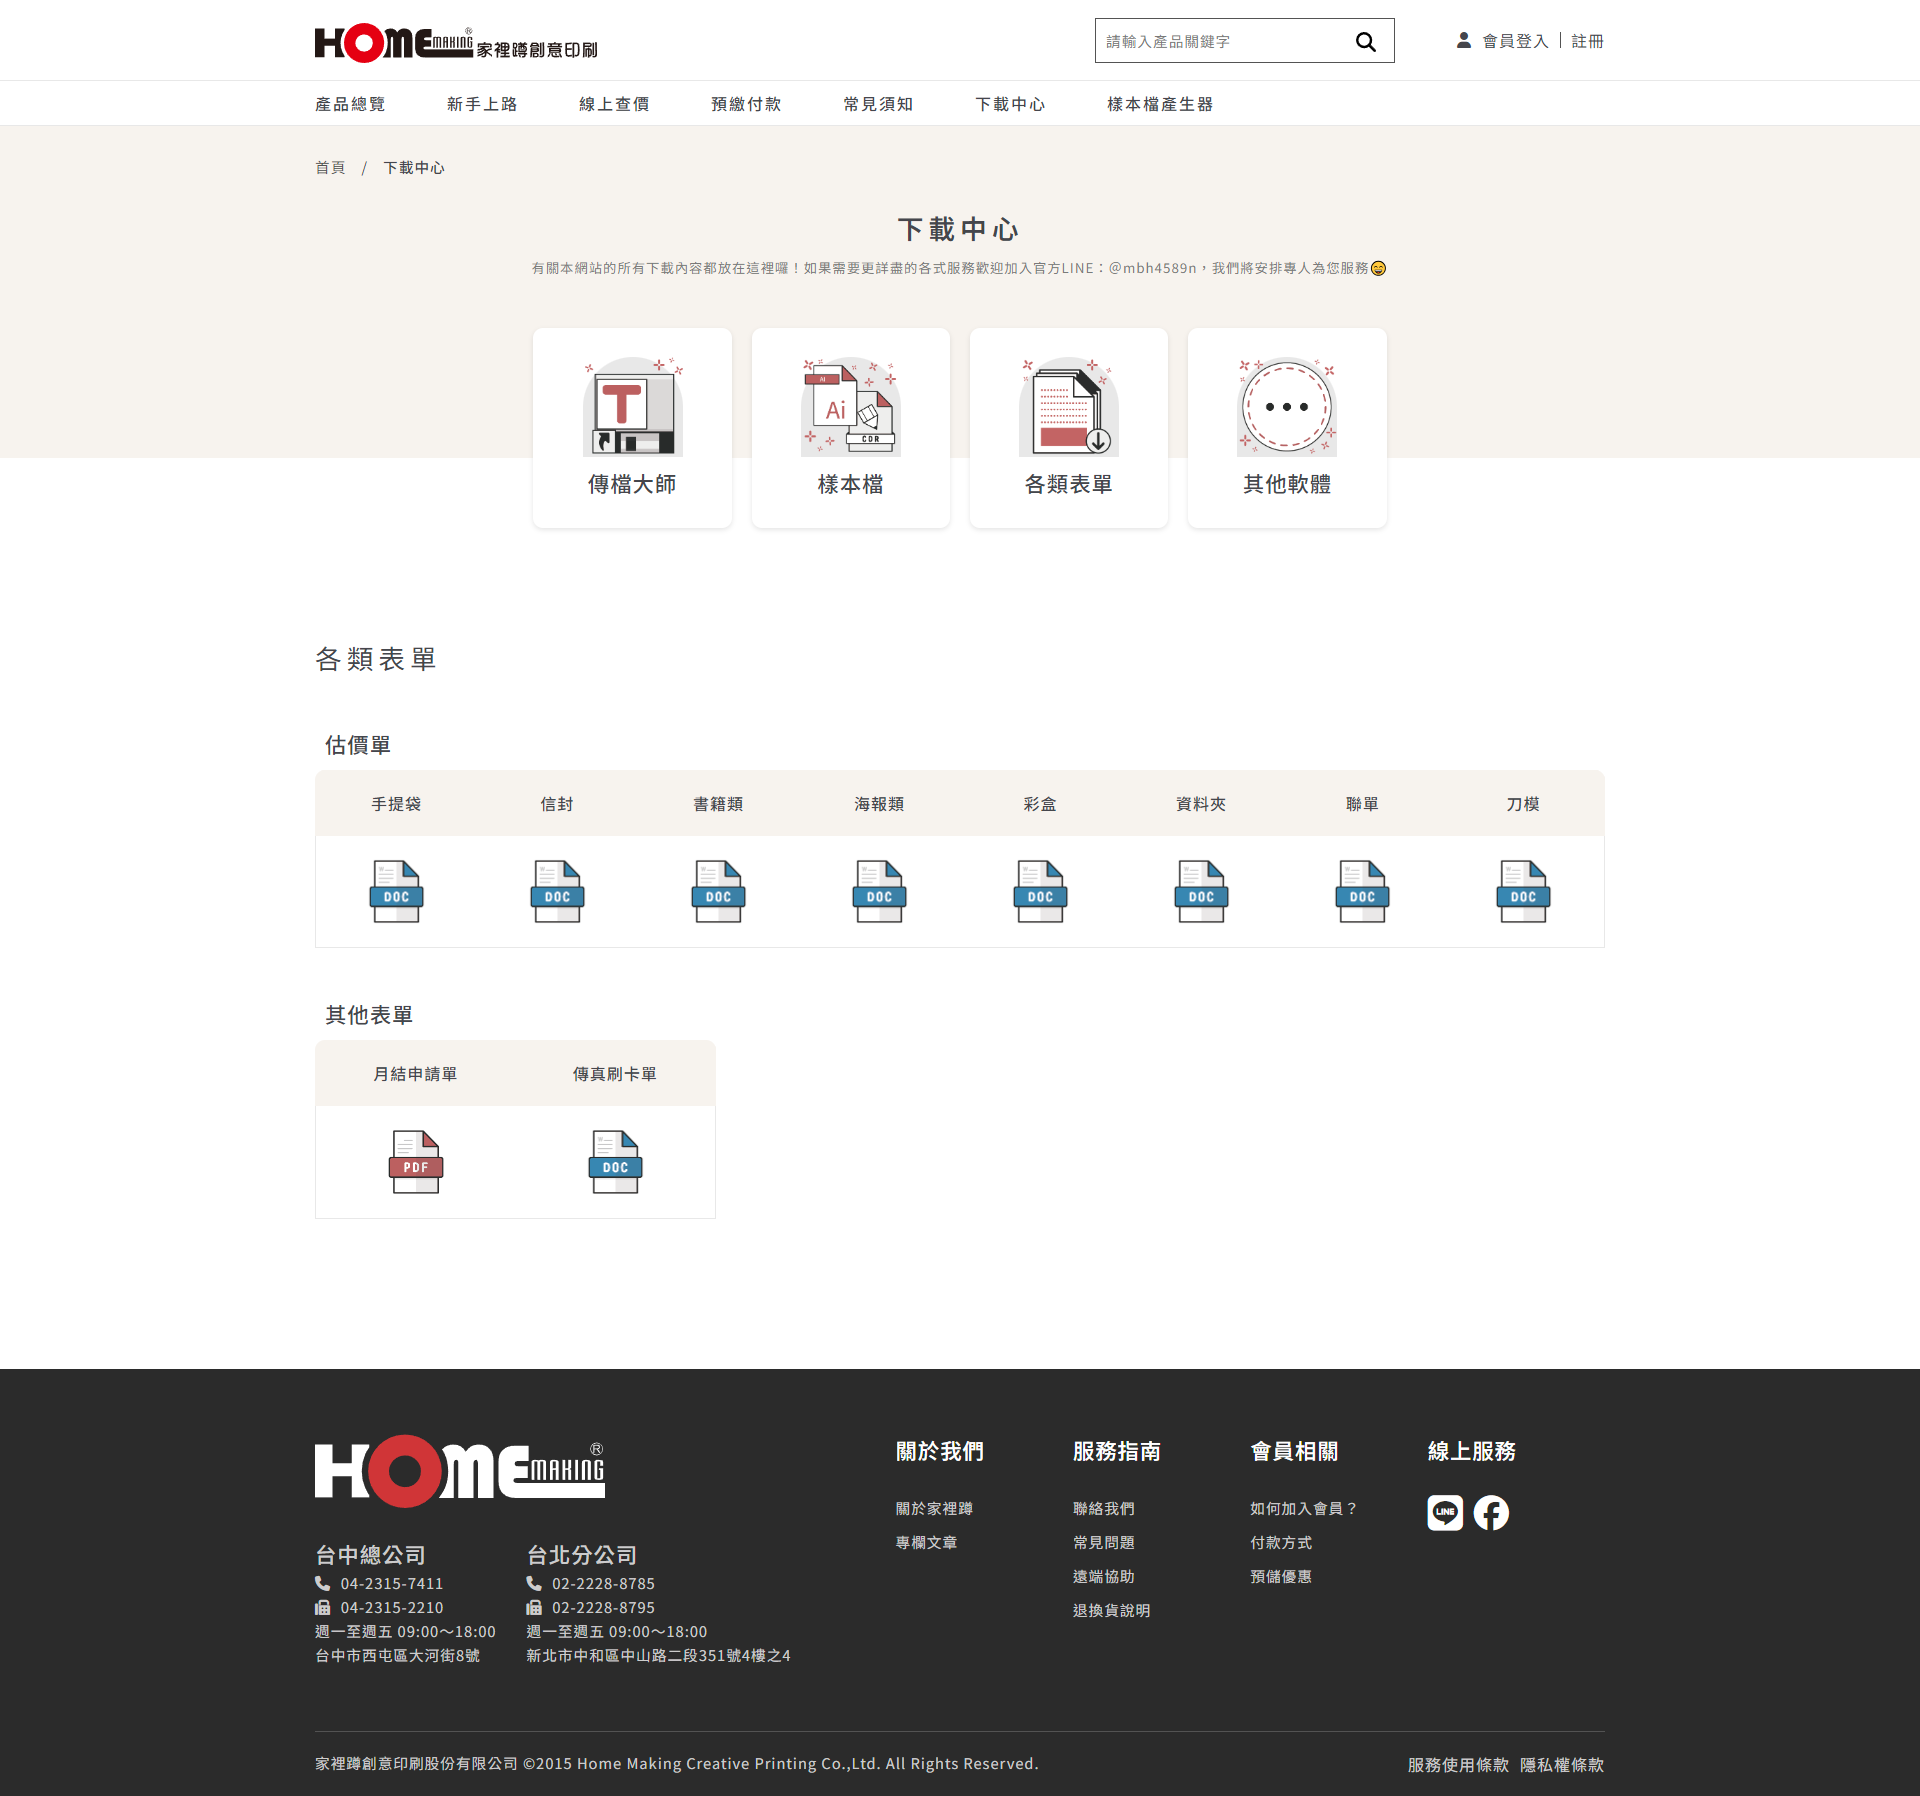 HOME MAKING® 家裡蹲創意印刷
請輸入產品關鍵字
會員登入 | 註冊
產品總覽 新手上路 線上查價 預繳付款 常見須知 下載中心 樣本檔產生器
首頁 / 下載中心
下載中心
有關本網站的所有下載內容都放在這裡囉！如果需要更詳盡的各式服務歡迎加入官方LINE：@mbh4589n，我們將安排專人為您服務😄
T
AI
Ai
CDR
傳檔大師 樣本檔 各類表單 其他軟體
各類表單
估價單
手提袋 信封 書籍類 海報類 彩盒 資料夾 聯單 刀模
DOC DOC DOC DOC DOC DOC DOC DOC
其他表單
月結申請單 傳真刷卡單
PDF DOC
HOME MAKING®
台中總公司
04-2315-7411
04-2315-2210
週一至週五 09:00～18:00
台中市西屯區大河街8號
台北分公司
02-2228-8785
02-2228-8795
週一至週五 09:00～18:00
新北市中和區中山路二段351號4樓之4
關於我們
關於家裡蹲
專欄文章
服務指南
聯絡我們
常見問題
遠端協助
退換貨說明
會員相關
如何加入會員？
付款方式
預儲優惠
線上服務
LINE
家裡蹲創意印刷股份有限公司 ©2015 Home Making Creative Printing Co.,Ltd. All Rights Reserved.
服務使用條款 隱私權條款